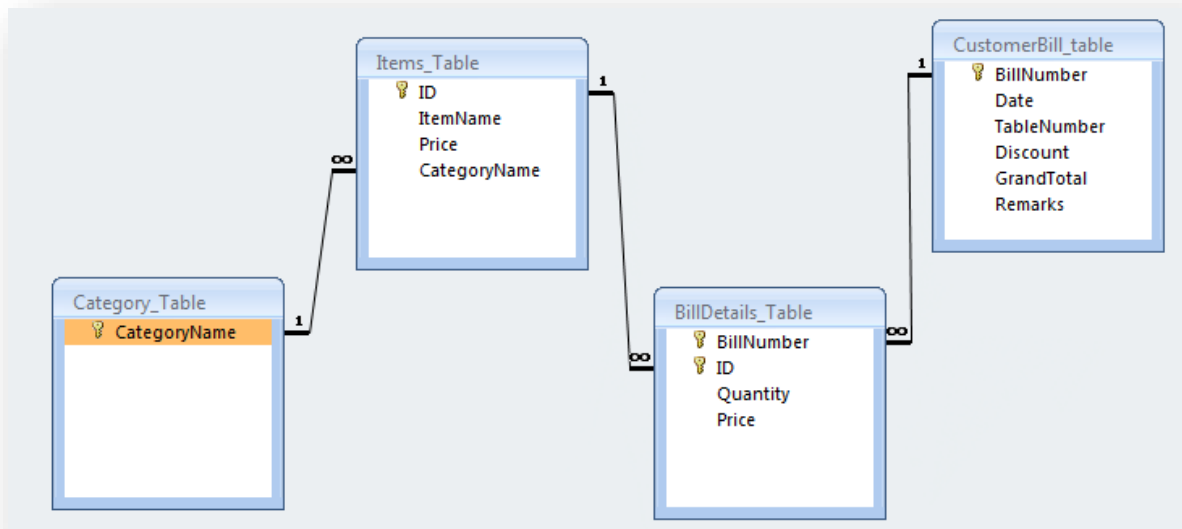 Items_Table
ID
ItemName
Price
CategoryName
CustomerBill_table
BillNumber
Date
TableNumber
Discount
GrandTotal
Remarks
Category_Table
CategoryName
BillDetails_Table
BillNumber
ID
Quantity
Price
1
∞
1
∞
1
∞